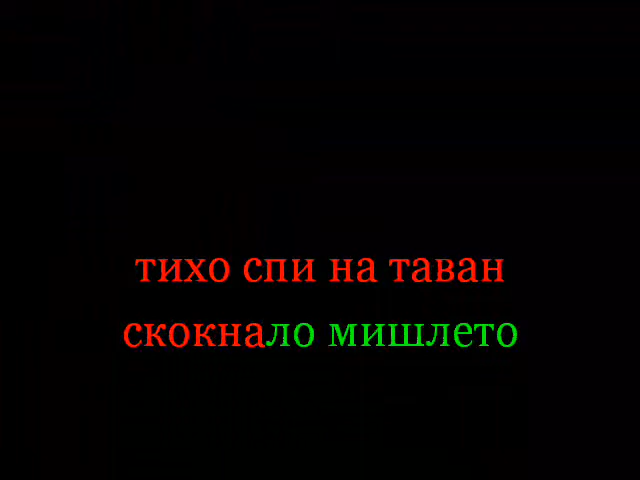 тихо спи на таван
скокнало мишлето